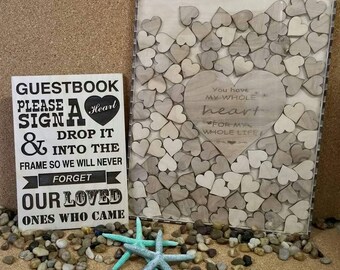 GUESTBOOK
PLEASE
SIGN A Heart
& DROP IT
INTO THE
FRAME SO WE WILL NEVER
FORGET
OUR LOVED
ONES WHO CAME
You have
MY WHOLE
heart
FOR MY
WHOLE LIFE